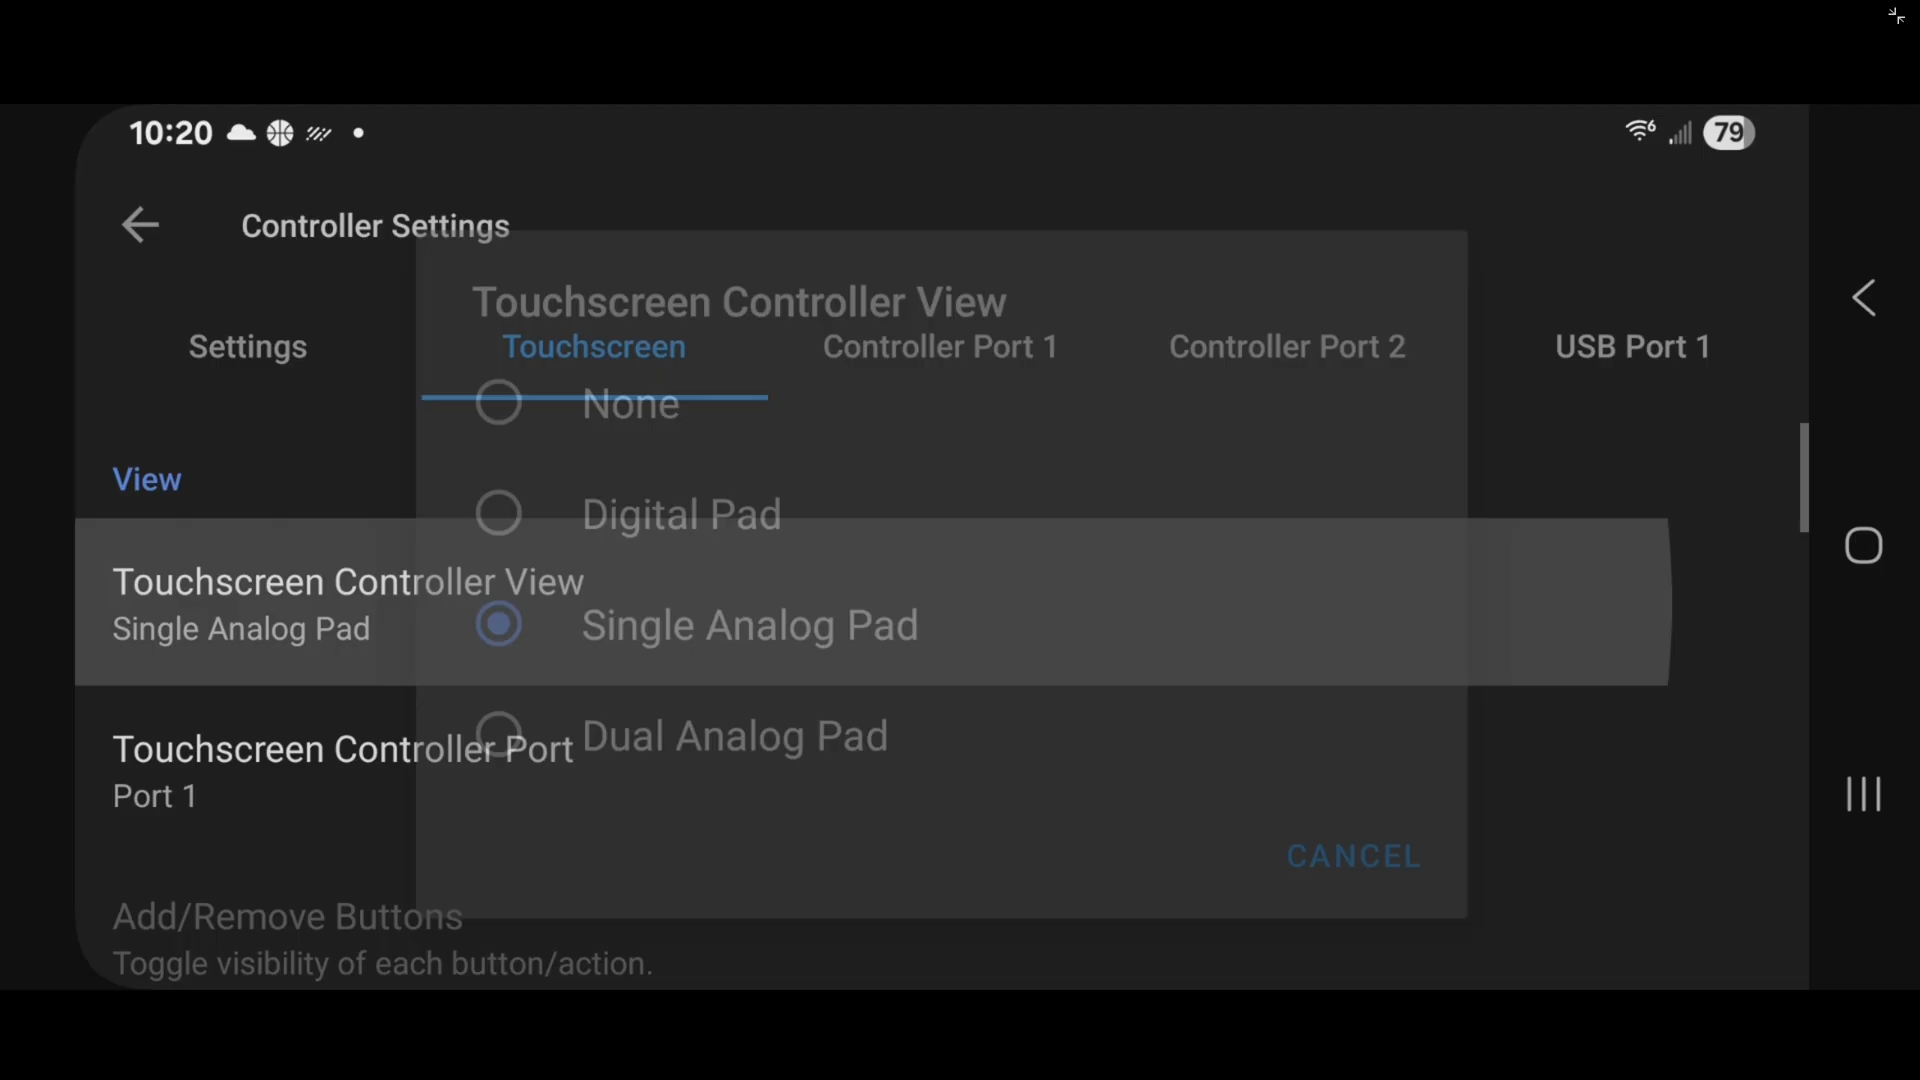 10:20
79
Controller Settings
Touchscreen Controller View
Settings
Touchscreen
Controller Port 1
Controller Port 2
USB Port 1
None
View
Digital Pad
Touchscreen Controller View
Single Analog Pad
Single Analog Pad
Touchscreen Controller Port
Port 1
Dual Analog Pad
CANCEL
Add/Remove Buttons
Toggle visibility of each button/action.